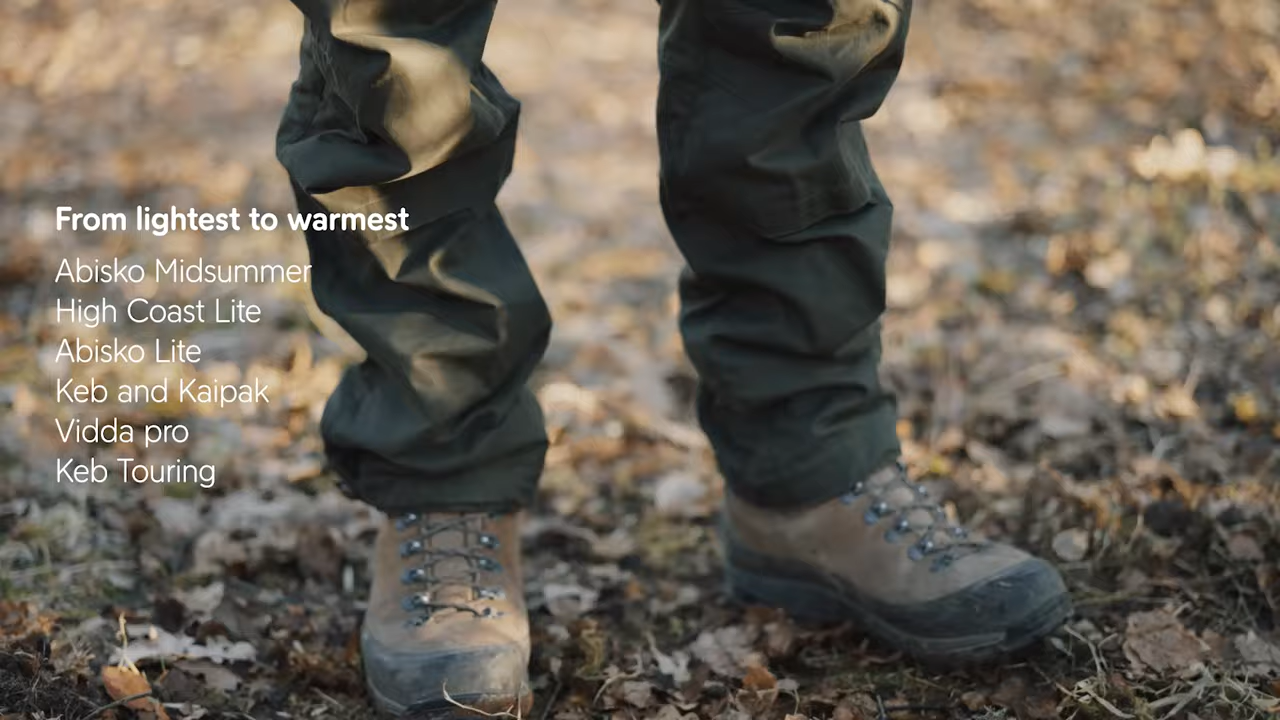 From lightest to warmest
Abisko Midsummer
High Coast Lite
Abisko Lite
Keb and Kaipak
Vidda pro
Keb Touring